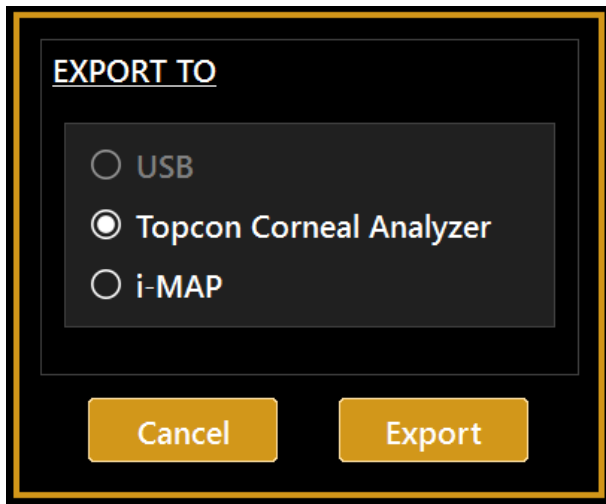 EXPORT TO
USB
Topcon Corneal Analyzer
i-MAP
Cancel Export